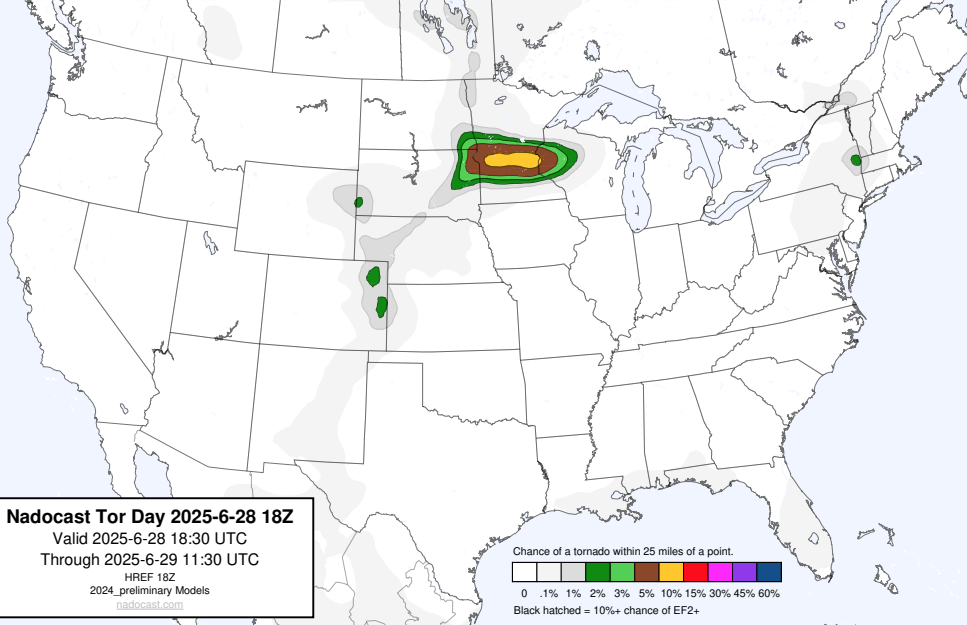 Nadocast Tor Day 2025-6-28 18Z
Valid 2025-6-28 18:30 UTC
Through 2025-6-29 11:30 UTC
HREF 18Z
2024_preliminary Models
nadocast.com
Chance of a tornado within 25 miles of a point.
0 .1% 1% 2% 3% 5% 10% 15% 30% 45% 60%
Black hatched = 10%+ chance of EF2+